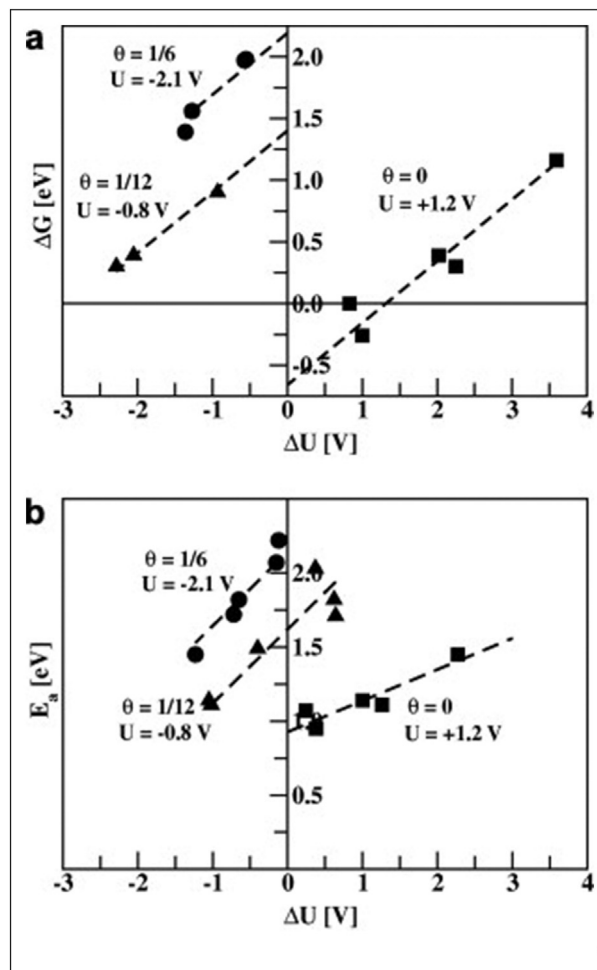 a
θ = 1/6
U = -2.1 V
θ = 1/12
U = -0.8 V
θ = 0
U = +1.2 V
2.0
1.5
1.0
0.5
0.0
-0.5
ΔG [eV]
-3 -2 -1 0 1 2 3 4
ΔU [V]
b
θ = 1/6
U = -2.1 V
θ = 1/12
U = -0.8 V
θ = 0
U = +1.2 V
2.0
1.5
1.0
0.5
Ea [eV]
-3 -2 -1 0 1 2 3 4
ΔU [V]